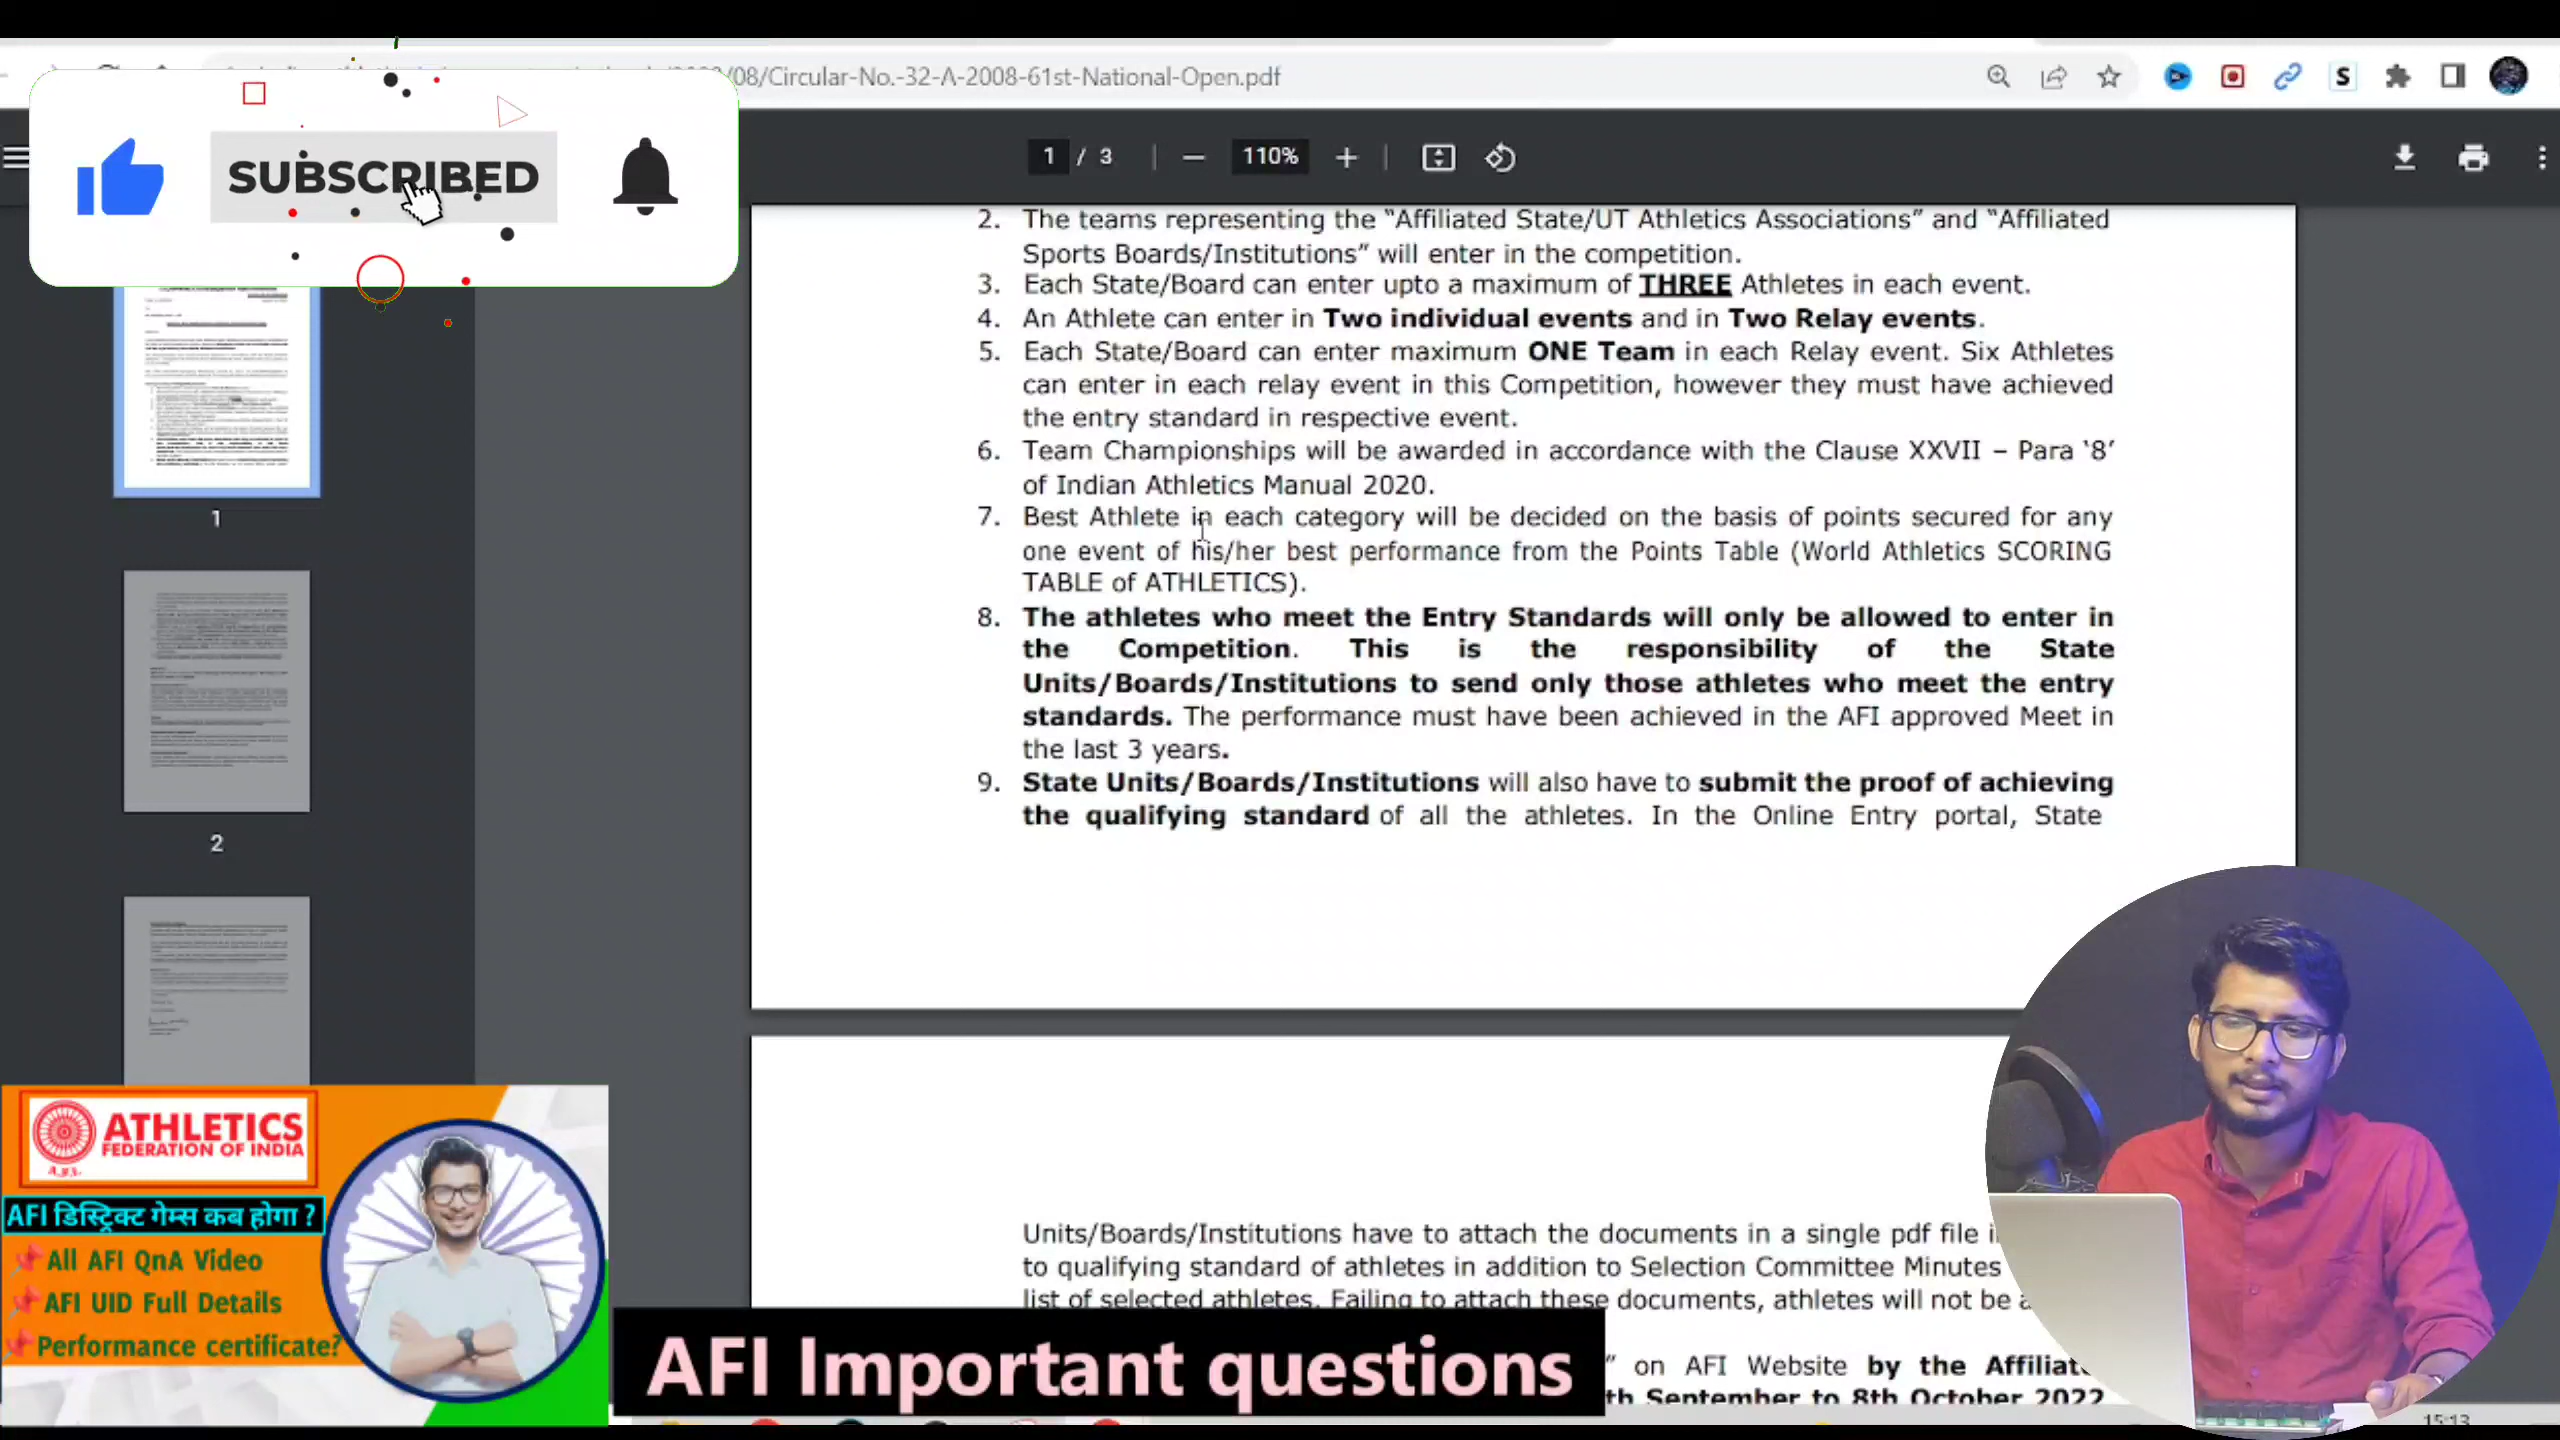 /08/Circular-No.-32-A-2008-61st-National-Open.pdf
SUBSCRIBED
1 / 3
110%
2. The teams representing the “Affiliated State/UT Athletics Associations” and “Affiliated
Sports Boards/Institutions” will enter in the competition.
3. Each State/Board can enter upto a maximum of THREE Athletes in each event.
4. An Athlete can enter in Two individual events and in Two Relay events.
5. Each State/Board can enter maximum ONE Team in each Relay event. Six Athletes
can enter in each relay event in this Competition, however they must have achieved
the entry standard in respective event.
6. Team Championships will be awarded in accordance with the Clause XXVII – Para ‘8’
of Indian Athletics Manual 2020.
7. Best Athlete in each category will be decided on the basis of points secured for any
one event of his/her best performance from the Points Table (World Athletics SCORING
TABLE of ATHLETICS).
8. The athletes who meet the Entry Standards will only be allowed to enter in
the Competition. This is the responsibility of the State
Units/Boards/Institutions to send only those athletes who meet the entry
standards. The performance must have been achieved in the AFI approved Meet in
the last 3 years.
9. State Units/Boards/Institutions will also have to submit the proof of achieving
the qualifying standard of all the athletes. In the Online Entry portal, State
1
2
Units/Boards/Institutions have to attach the documents in a single pdf file
to qualifying standard of athletes in addition to Selection Committee Minutes
list of selected athletes. Failing to attach these documents, athletes will not be
” on AFI Website by the
September to 8th October 2022
ATHLETICS
FEDERATION OF INDIA
A.F.I.
AFI डिस्ट्रिक्ट गेम्स कब होगा ?
All AFI QnA Video
AFI UID Full Details
Performance certificate?
AFI Important questions
15:13